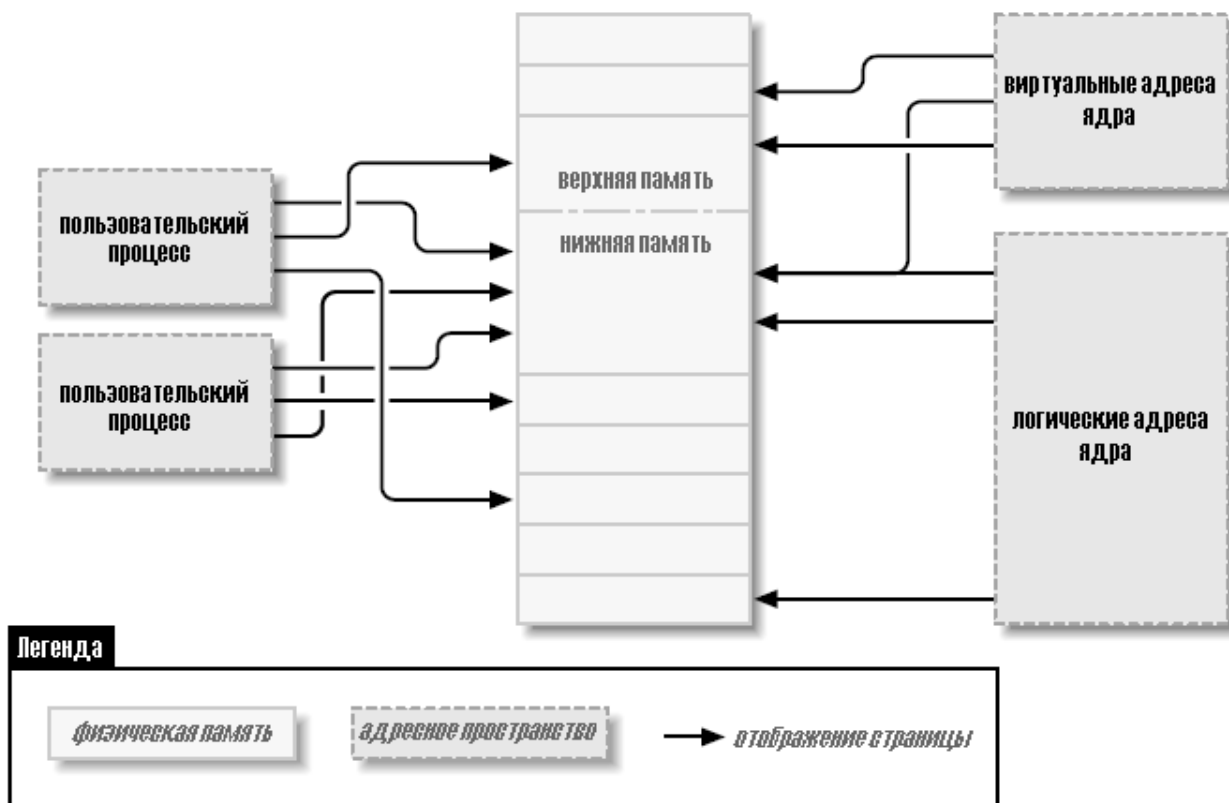 виртуальные адреса
ядра
верхняя память
нижняя память
пользовательский
процесс
пользовательский
процесс
логические адреса
ядра
Легенда
физическая память
адресное пространство
отображение страницы